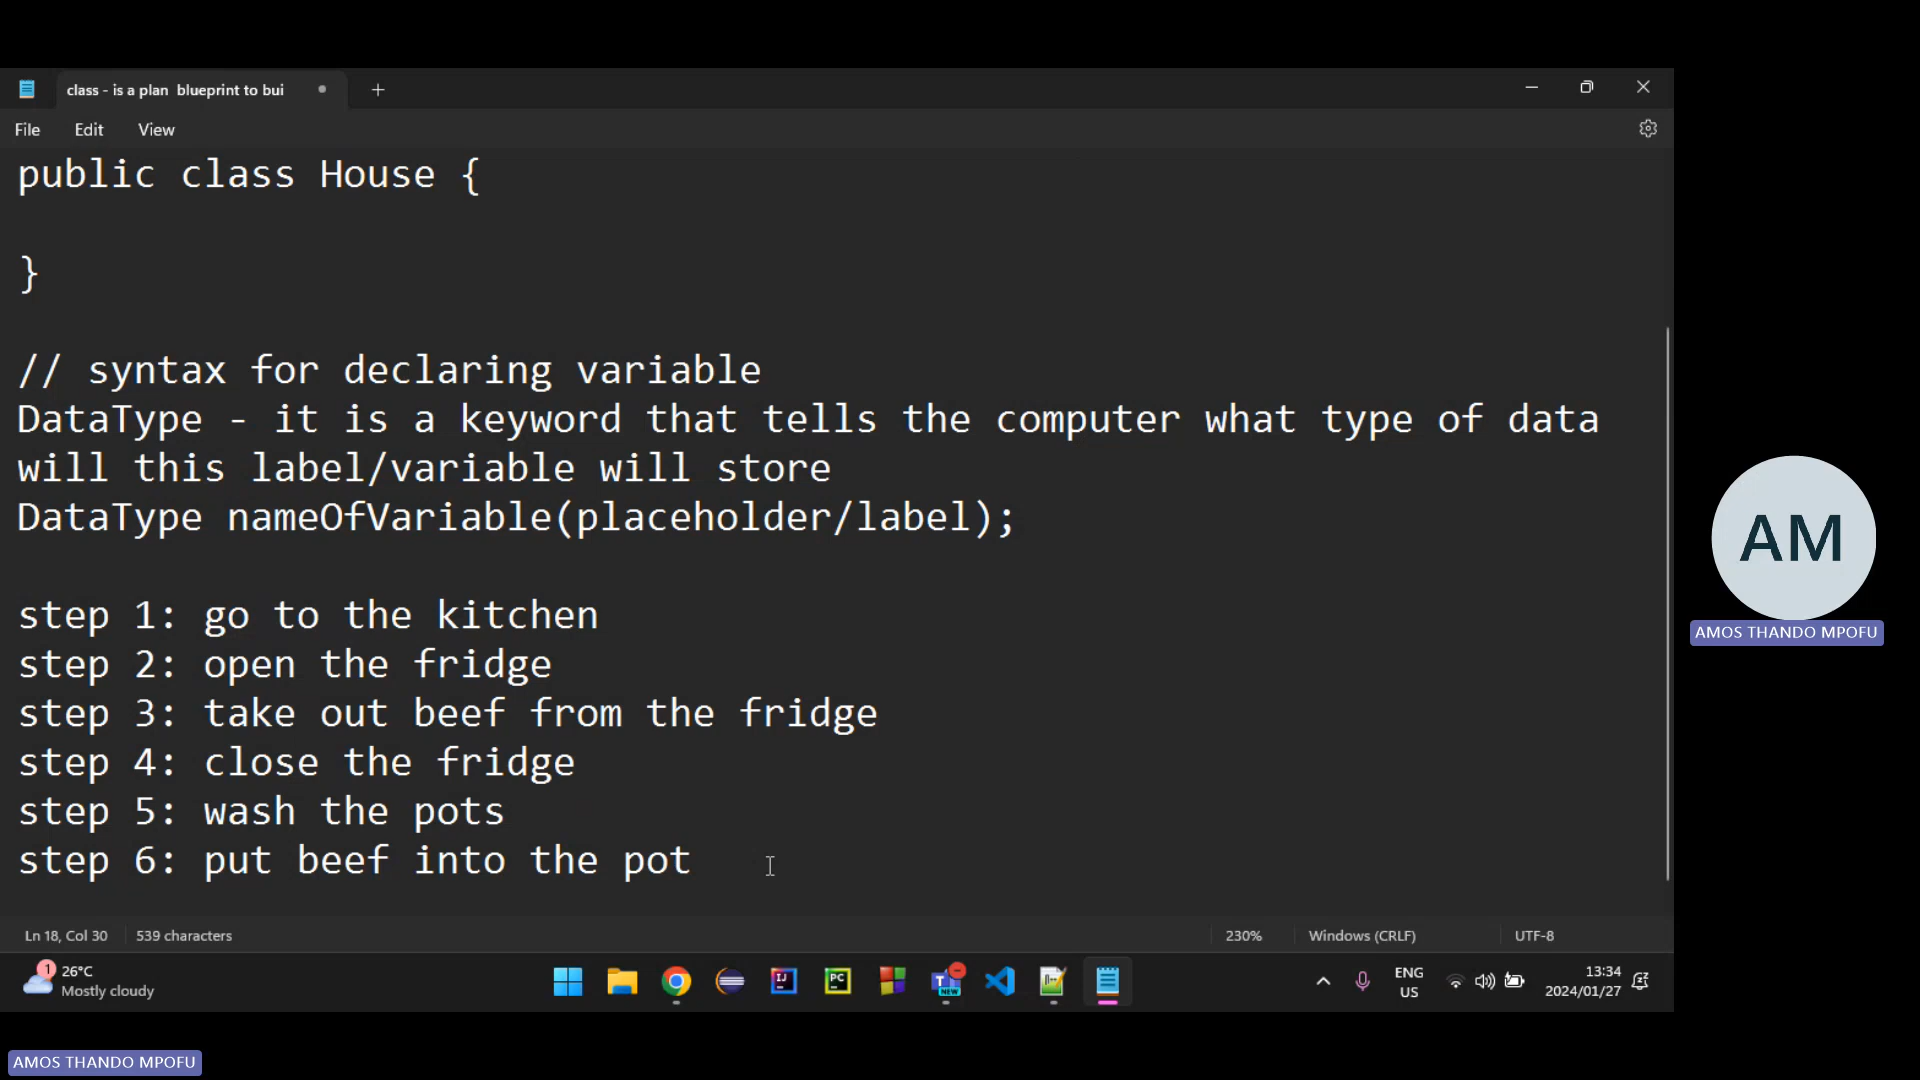 class - is a plan  blueprint to bui
File
Edit
View
public class House {
}
// syntax for declaring variable
DataType - it is a keyword that tells the computer what type of data
will this label/variable will store
DataType nameOfVariable(placeholder/label);
step 1: go to the kitchen
step 2: open the fridge
step 3: take out beef from the fridge
step 4: close the fridge
step 5: wash the pots
step 6: put beef into the pot
Ln 18, Col 30
539 characters
230%
Windows (CRLF)
UTF-8
1
26°C
Mostly cloudy
IJ
PC
T
NEW
ENG
US
13:34
2024/01/27
AM
AMOS THANDO MPOFU
AMOS THANDO MPOFU